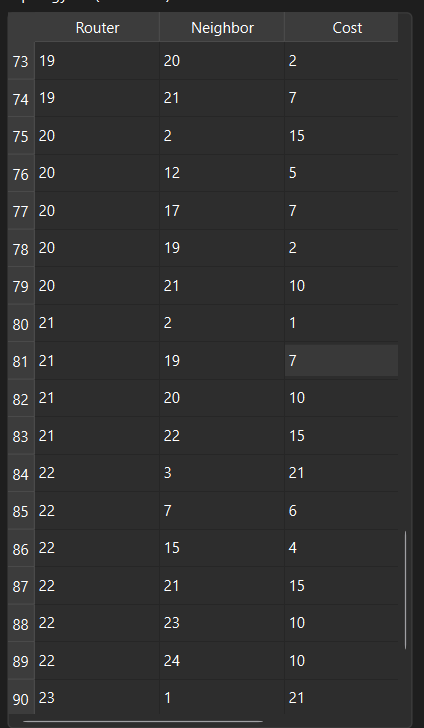 Router Neighbor Cost
73 19 20 2
74 19 21 7
75 20 2 15
76 20 12 5
77 20 17 7
78 20 19 2
79 20 21 10
80 21 2 1
81 21 19 7
82 21 20 10
83 21 22 15
84 22 3 21
85 22 7 6
86 22 15 4
87 22 21 15
88 22 23 10
89 22 24 10
90 23 1 21